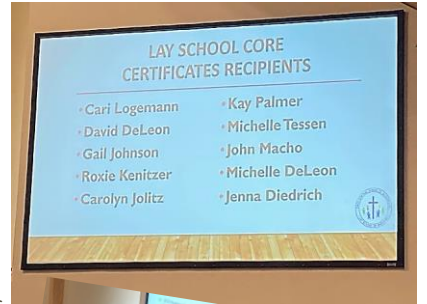 LAY SCHOOL CORE
CERTIFICATES RECIPIENTS
•Cari Logemann
•David DeLeon
•Gail Johnson
•Roxie Kenitzer
•Carolyn Jolitz
•Kay Palmer
•Michelle Tessen
•John Macho
•Michelle DeLeon
•Jenna Diedrich